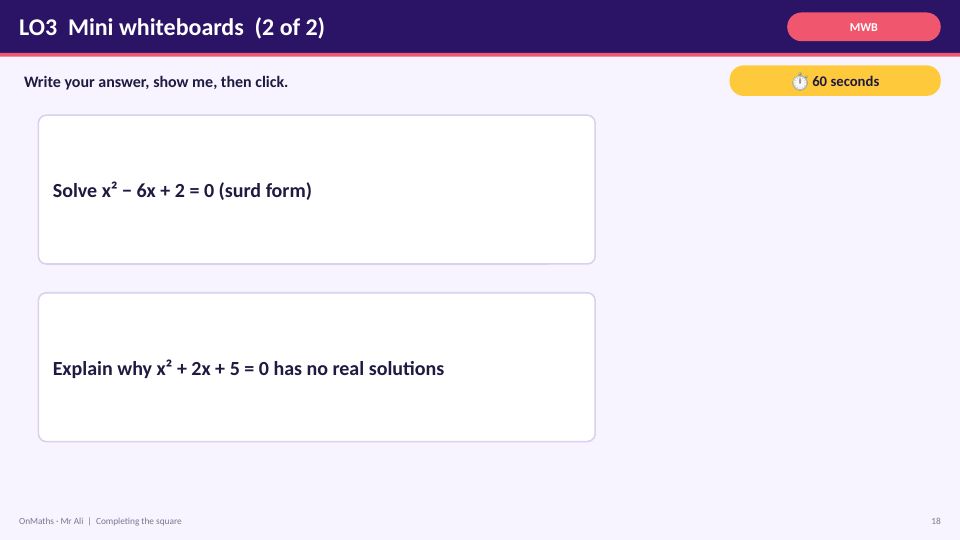 LO3  Mini whiteboards  (2 of 2)
MWB
Write your answer, show me, then click.
⏱ 60 seconds
Solve x² − 6x + 2 = 0 (surd form)
Explain why x² + 2x + 5 = 0 has no real solutions
OnMaths - Mr Ali  |  Completing the square
18